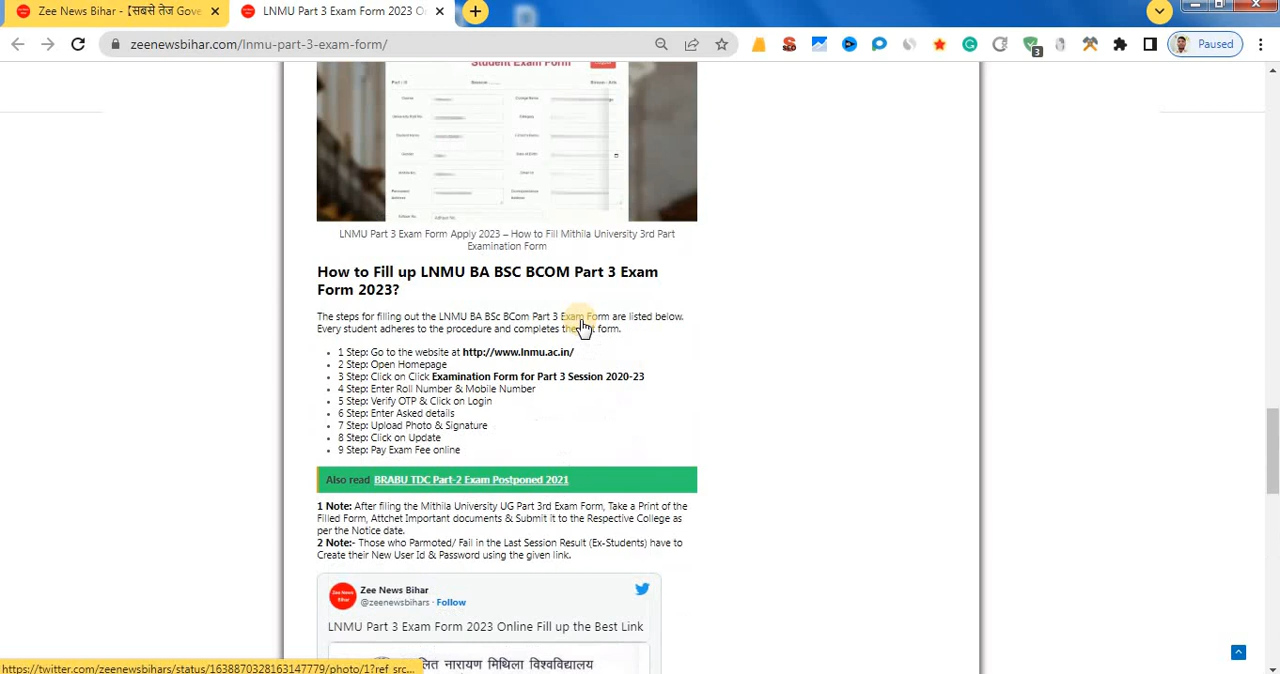 Zee News Bihar - 【सबसे तेज Gove
LNMU Part 3 Exam Form 2023 O
zeenewsbihar.com/lnmu-part-3-exam-form/
3
Paused
Student Exam Form
LNMU Part 3 Exam Form Apply 2023 – How to Fill Mithila University 3rd Part
Examination Form
How to Fill up LNMU BA BSC BCOM Part 3 Exam
Form 2023?
The steps for filling out the LNMU BA BSc BCom Part 3 Exam Form are listed below.
Every student adheres to the procedure and completes the form.
1 Step: Go to the website at http://www.lnmu.ac.in/
2 Step: Open Homepage
3 Step: Click on Click Examination Form for Part 3 Session 2020-23
4 Step: Enter Roll Number & Mobile Number
5 Step: Verify OTP & Click on Login
6 Step: Enter Asked details
7 Step: Upload Photo & Signature
8 Step: Click on Update
9 Step: Pay Exam Fee online
Also read BRABU TDC Part-2 Exam Postponed 2021
1 Note: After filing the Mithila University UG Part 3rd Exam Form, Take a Print of the
Filled Form, Attchet Important documents & Submit it to the Respective College as
per the Notice date.
2 Note:- Those who Parmoted/ Fail in the Last Session Result (Ex-Students) have to
Create their New User Id & Password using the given link.
Zee News Bihar
@zeenewsbihars · Follow
LNMU Part 3 Exam Form 2023 Online Fill up the Best Link
लित नारायण मिथिला विश्वविद्यालय
https://twitter.com/zeenewsbihars/status/1638870328163147779/photo/1?ref_src...